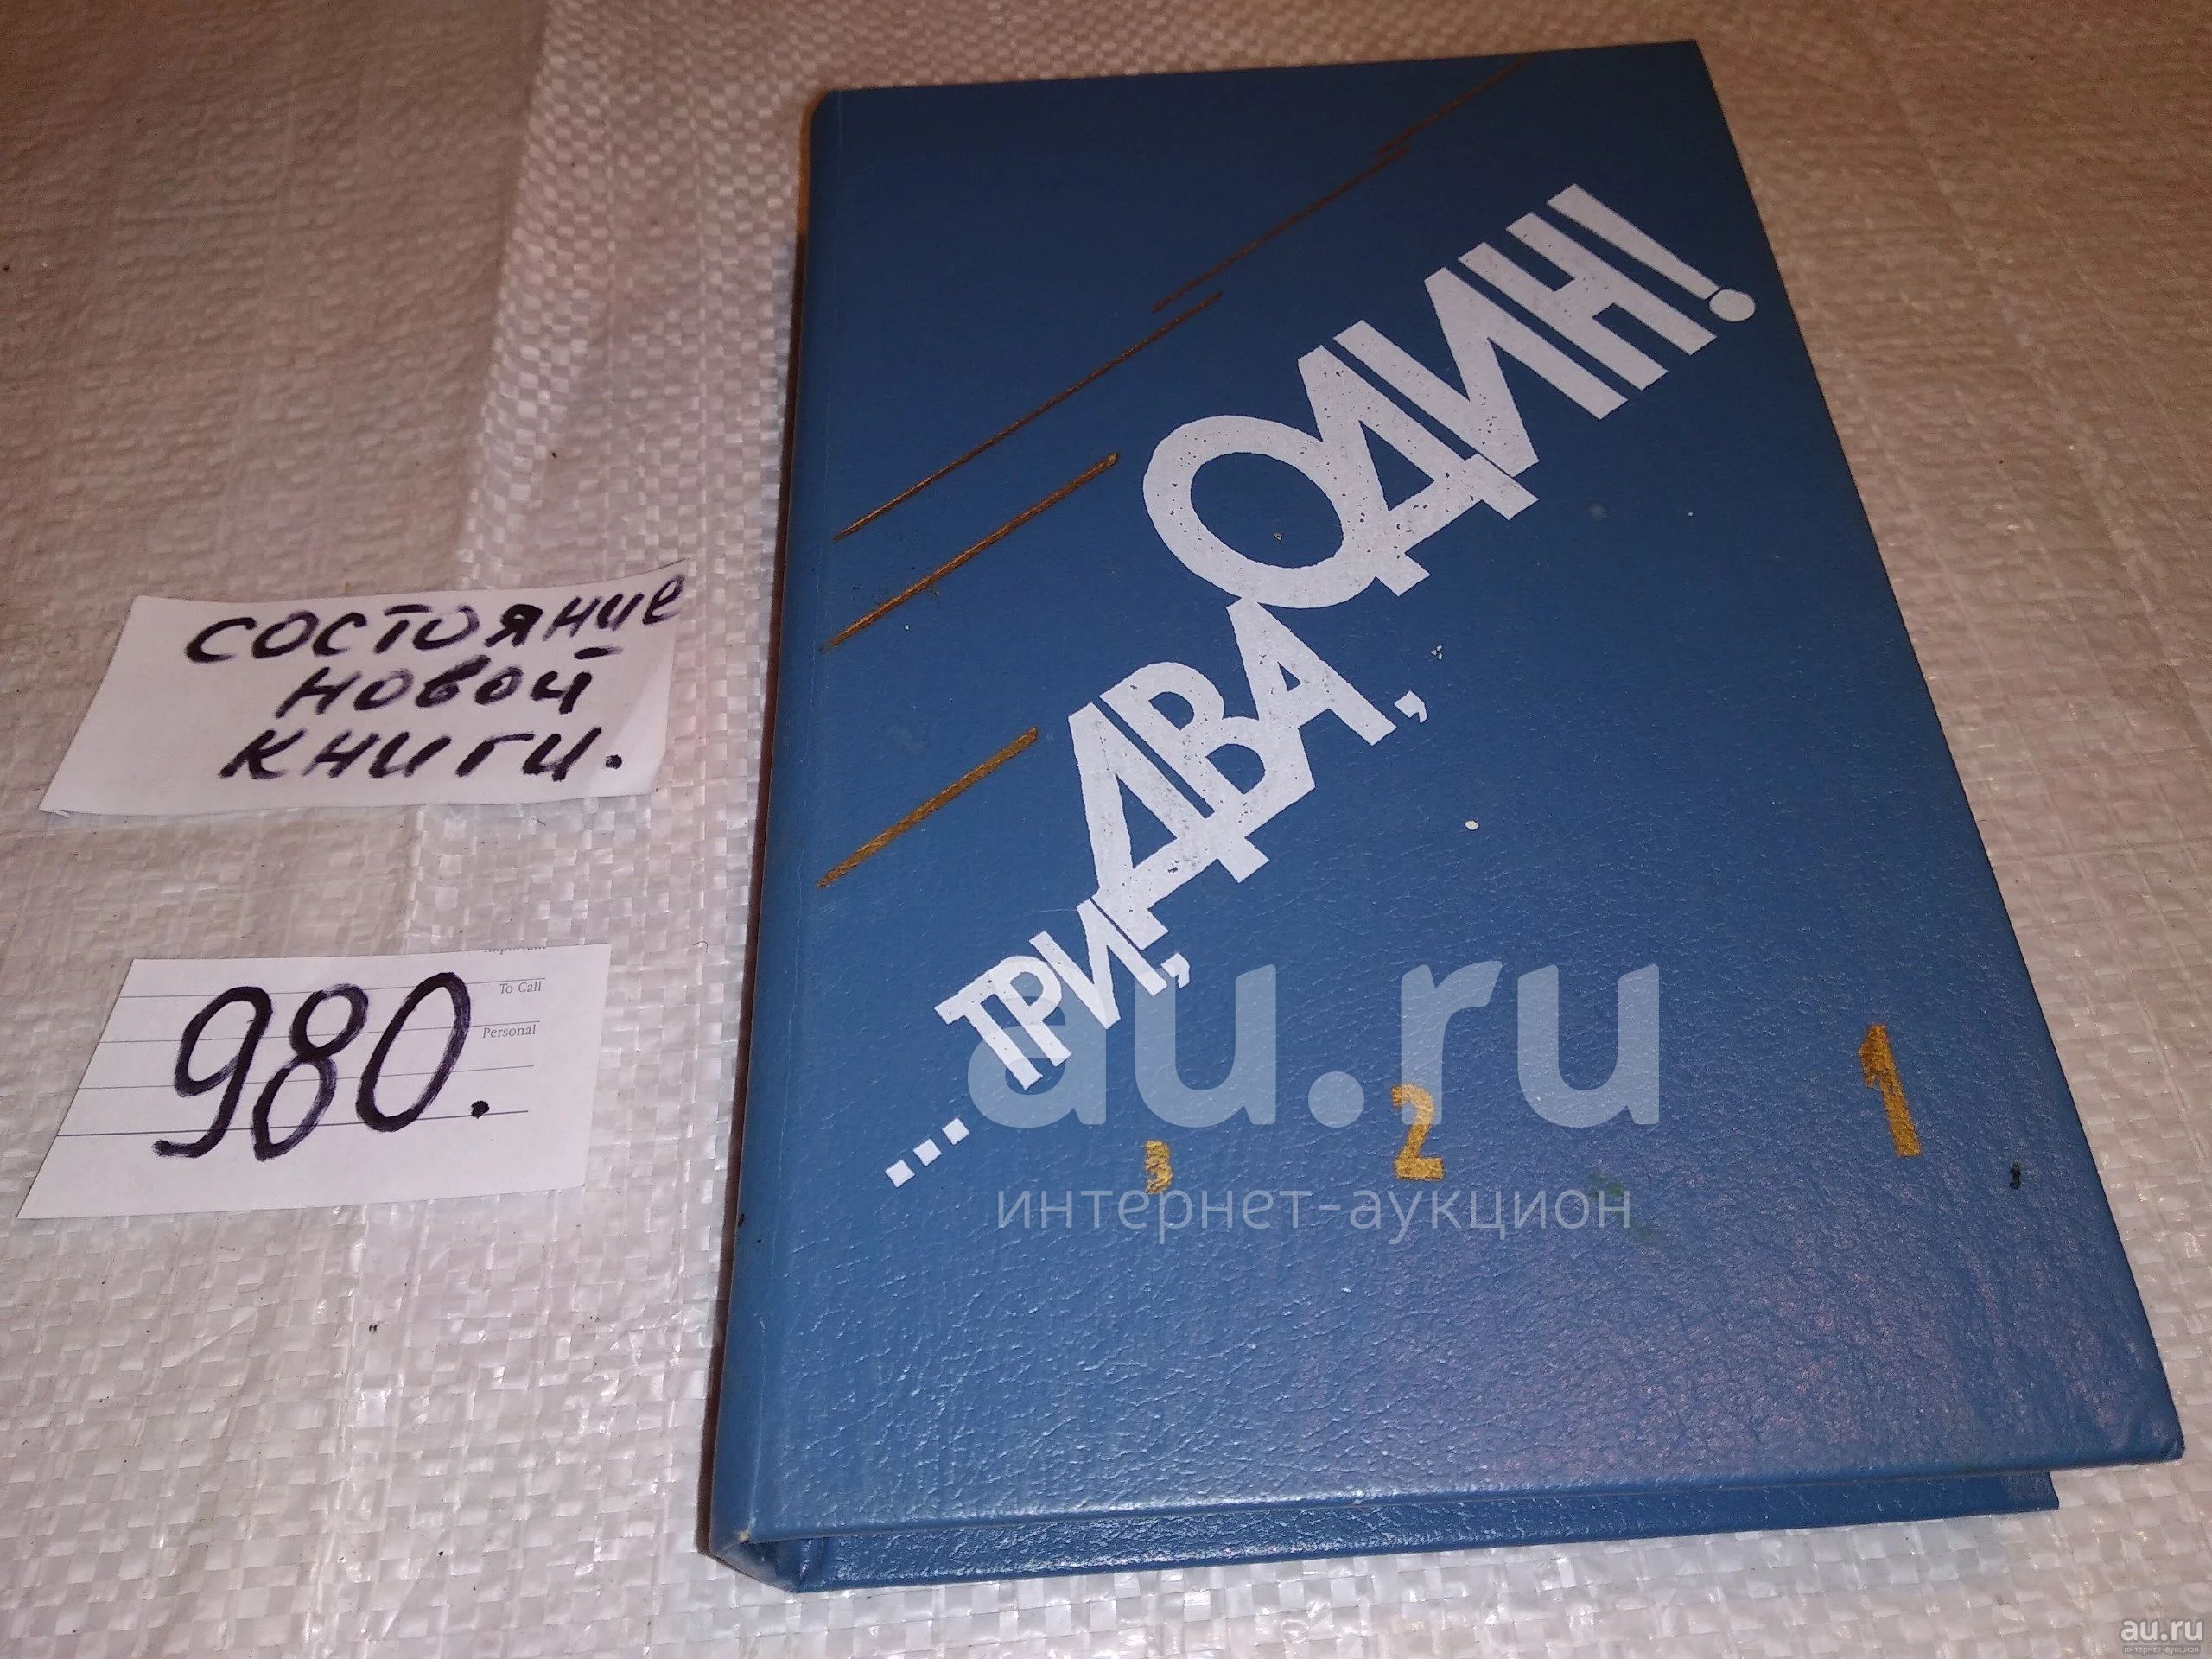 состояние
новой
книги.
To Call
Personal
980.
...ТРИ, ДВА, ОДИН!
3 2 1
au.ru
интернет-аукцион
au.ru
интернет-аукцион